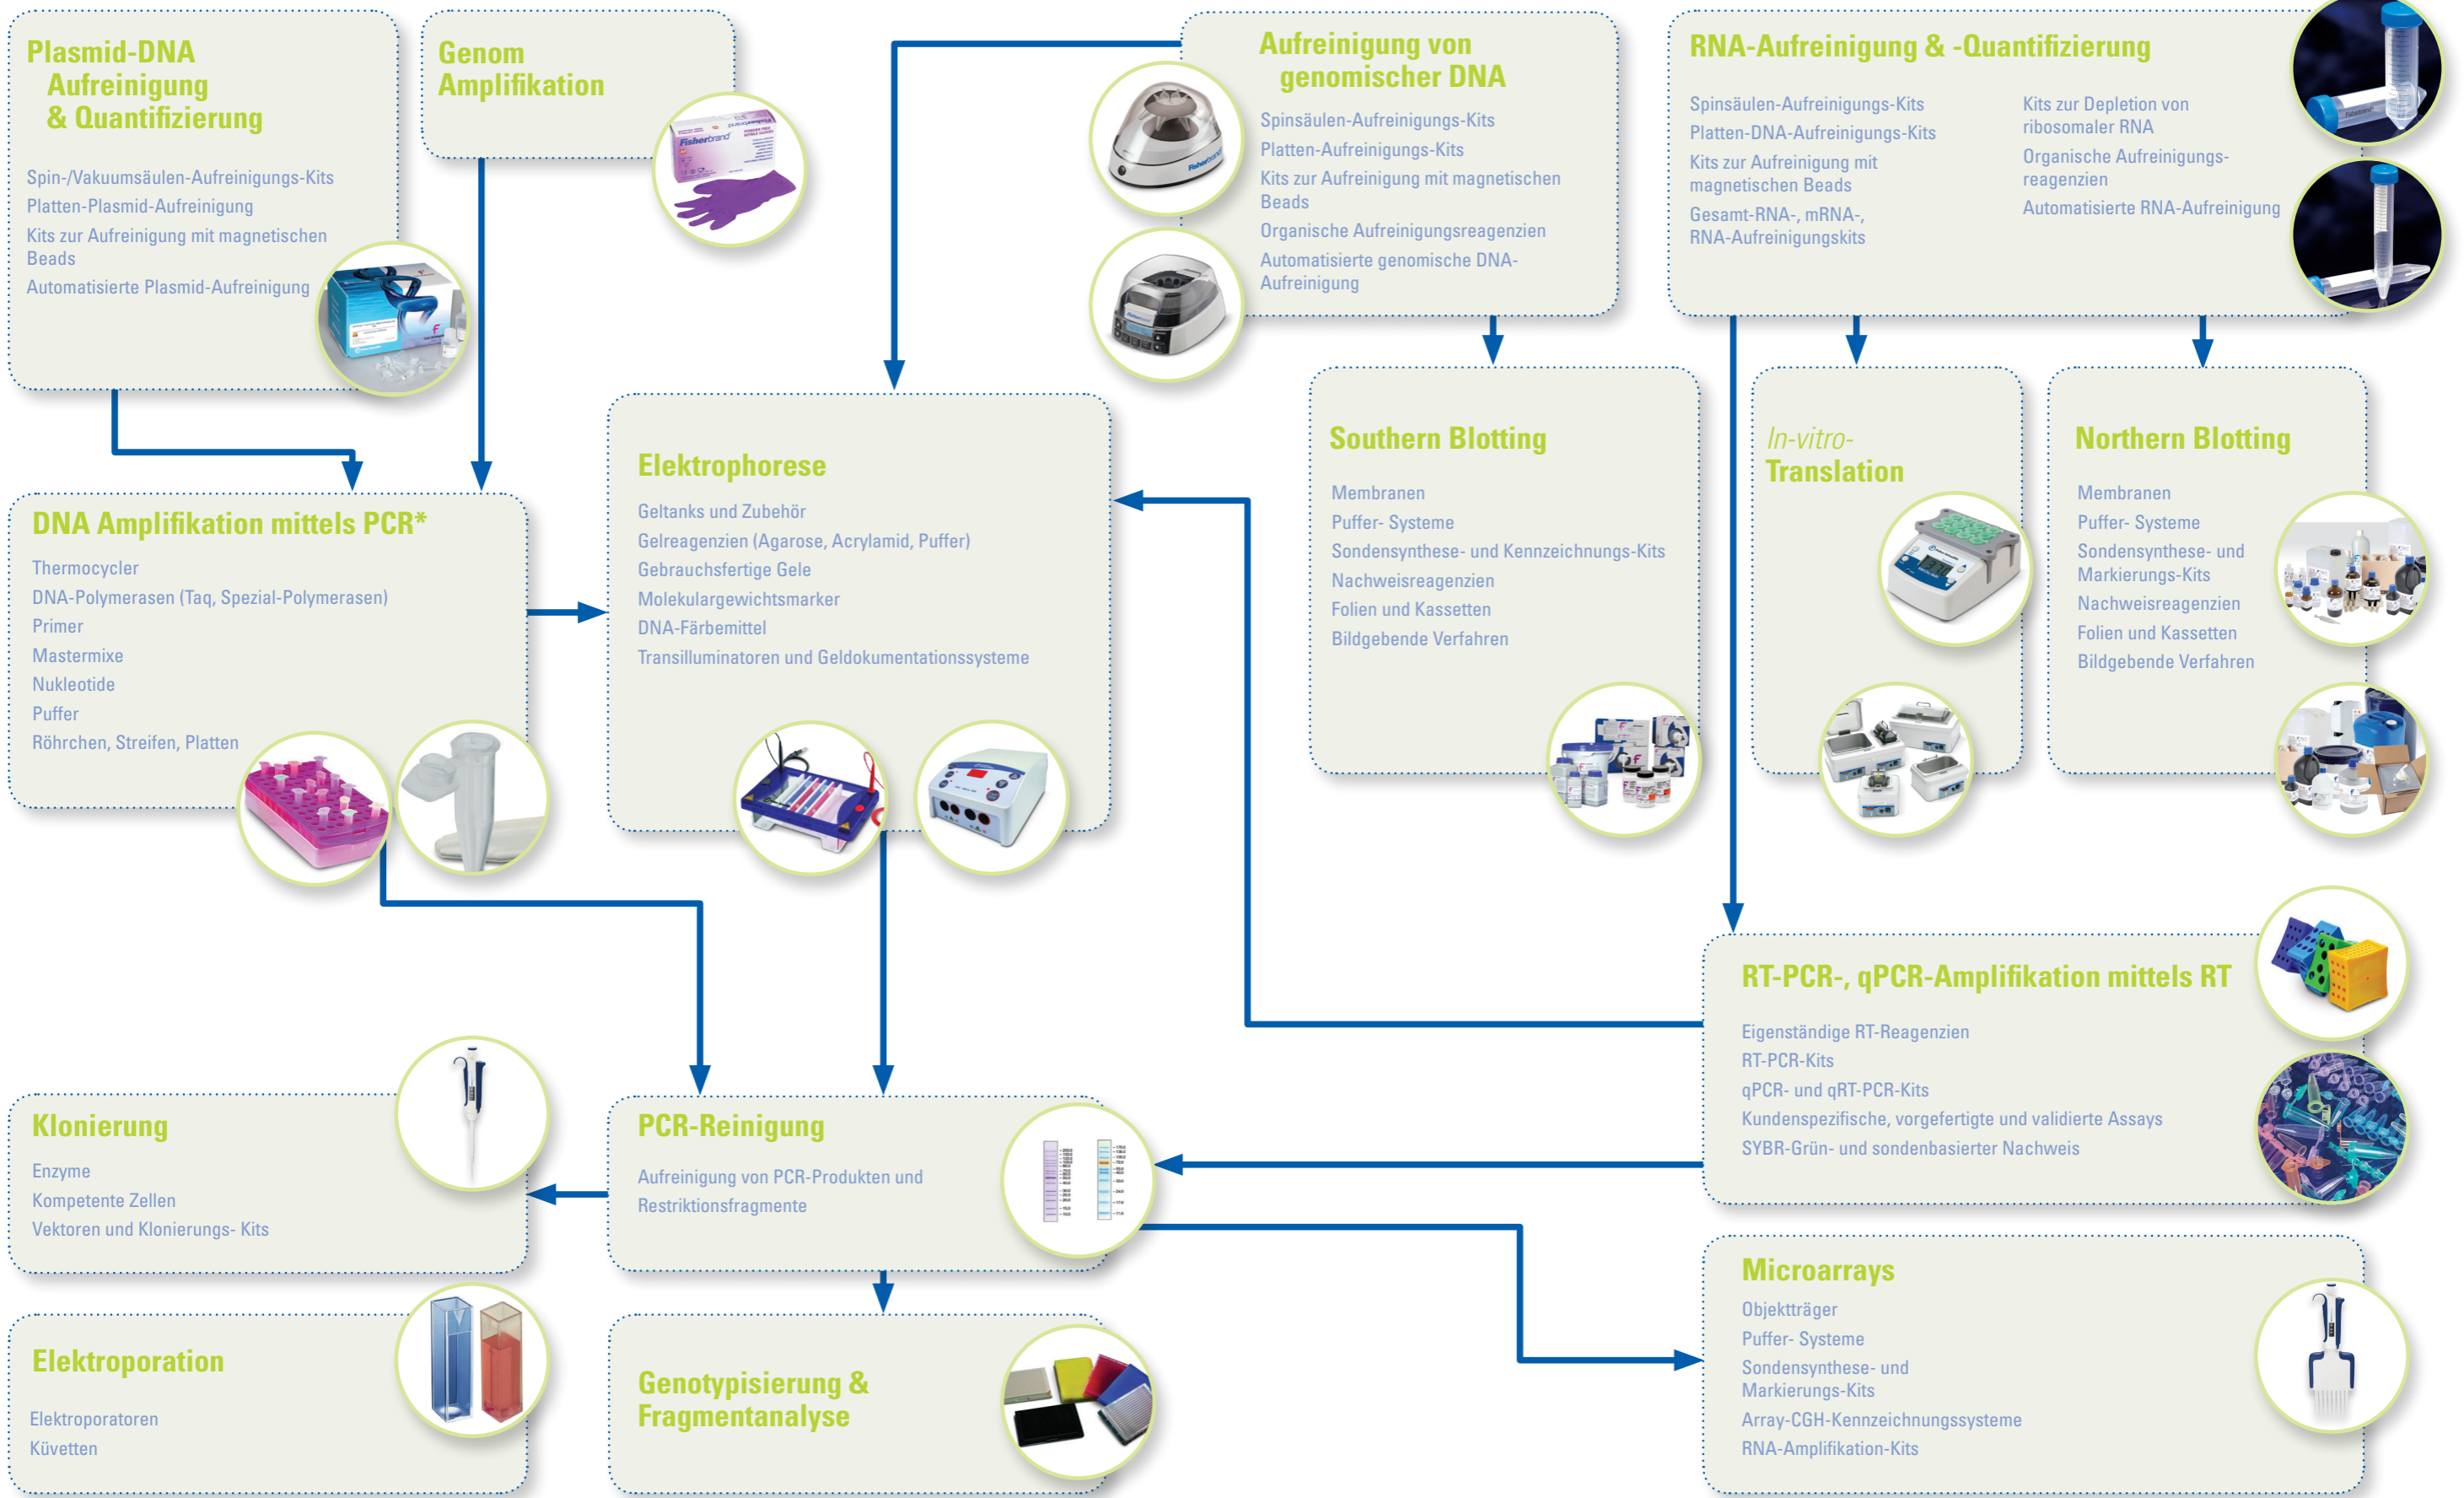 Plasmid-DNA
Aufreinigung
& Quantifizierung
Spin-/Vakuumsäulen-Aufreinigungs-Kits
Platten-Plasmid-Aufreinigung
Kits zur Aufreinigung mit magnetischen
Beads
Automatisierte Plasmid-Aufreinigung
Genom
Amplifikation
Fisherbrand
Aufreinigung von
genomischer DNA
Spinsäulen-Aufreinigungs-Kits
Platten-Aufreinigungs-Kits
Kits zur Aufreinigung mit magnetischen
Beads
Organische Aufreinigungsreagenzien
Automatisierte genomische DNA-
Aufreinigung
RNA-Aufreinigung & -Quantifizierung
Spinsäulen-Aufreinigungs-Kits
Platten-DNA-Aufreinigungs-Kits
Kits zur Aufreinigung mit
magnetischen Beads
Gesamt-RNA-, mRNA-,
RNA-Aufreinigungskits
Kits zur Depletion von
ribosomaler RNA
Organische Aufreinigungs-
reagenzien
Automatisierte RNA-Aufreinigung
DNA Amplifikation mittels PCR*
Thermocycler
DNA-Polymerasen (Taq, Spezial-Polymerasen)
Primer
Mastermixe
Nukleotide
Puffer
Röhrchen, Streifen, Platten
Elektrophorese
Geltanks und Zubehör
Gelreagenzien (Agarose, Acrylamid, Puffer)
Gebrauchsfertige Gele
Molekulargewichtsmarker
DNA-Färbemittel
Transilluminatoren und Geldokumentationssysteme
Southern Blotting
Membranen
Puffer- Systeme
Sondensynthese- und Kennzeichnungs-Kits
Nachweisreagenzien
Folien und Kassetten
Bildgebende Verfahren
In-vitro-
Translation
Northern Blotting
Membranen
Puffer- Systeme
Sondensynthese- und
Markierungs-Kits
Nachweisreagenzien
Folien und Kassetten
Bildgebende Verfahren
RT-PCR-, qPCR-Amplifikation mittels RT
Eigenständige RT-Reagenzien
RT-PCR-Kits
qPCR- und qRT-PCR-Kits
Kundenspezifische, vorgefertigte und validierte Assays
SYBR-Grün- und sondenbasierter Nachweis
Klonierung
Enzyme
Kompetente Zellen
Vektoren und Klonierungs- Kits
PCR-Reinigung
Aufreinigung von PCR-Produkten und
Restriktionsfragmente
Elektroporation
Elektroporatoren
Küvetten
Genotypisierung &
Fragmentanalyse
Microarrays
Objektträger
Puffer- Systeme
Sondensynthese- und
Markierungs-Kits
Array-CGH-Kennzeichnungssysteme
RNA-Amplifikation-Kits